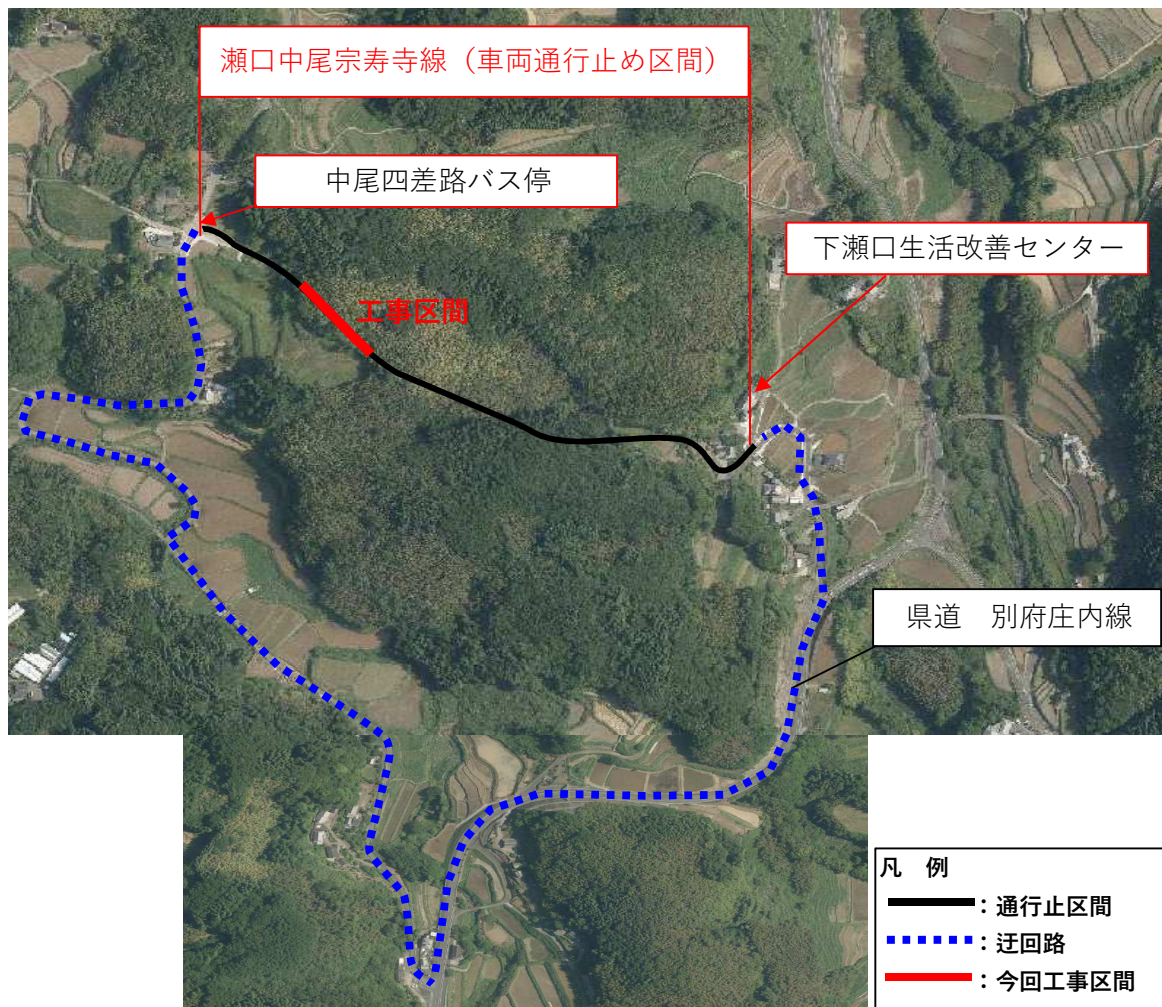 瀬口中尾宗寿寺線（車両通行止め区間）
中尾四差路バス停
下瀬口生活改善センター
工事区間
県道　別府庄内線
凡　例
：通行止区間
：迂回路
：今回工事区間